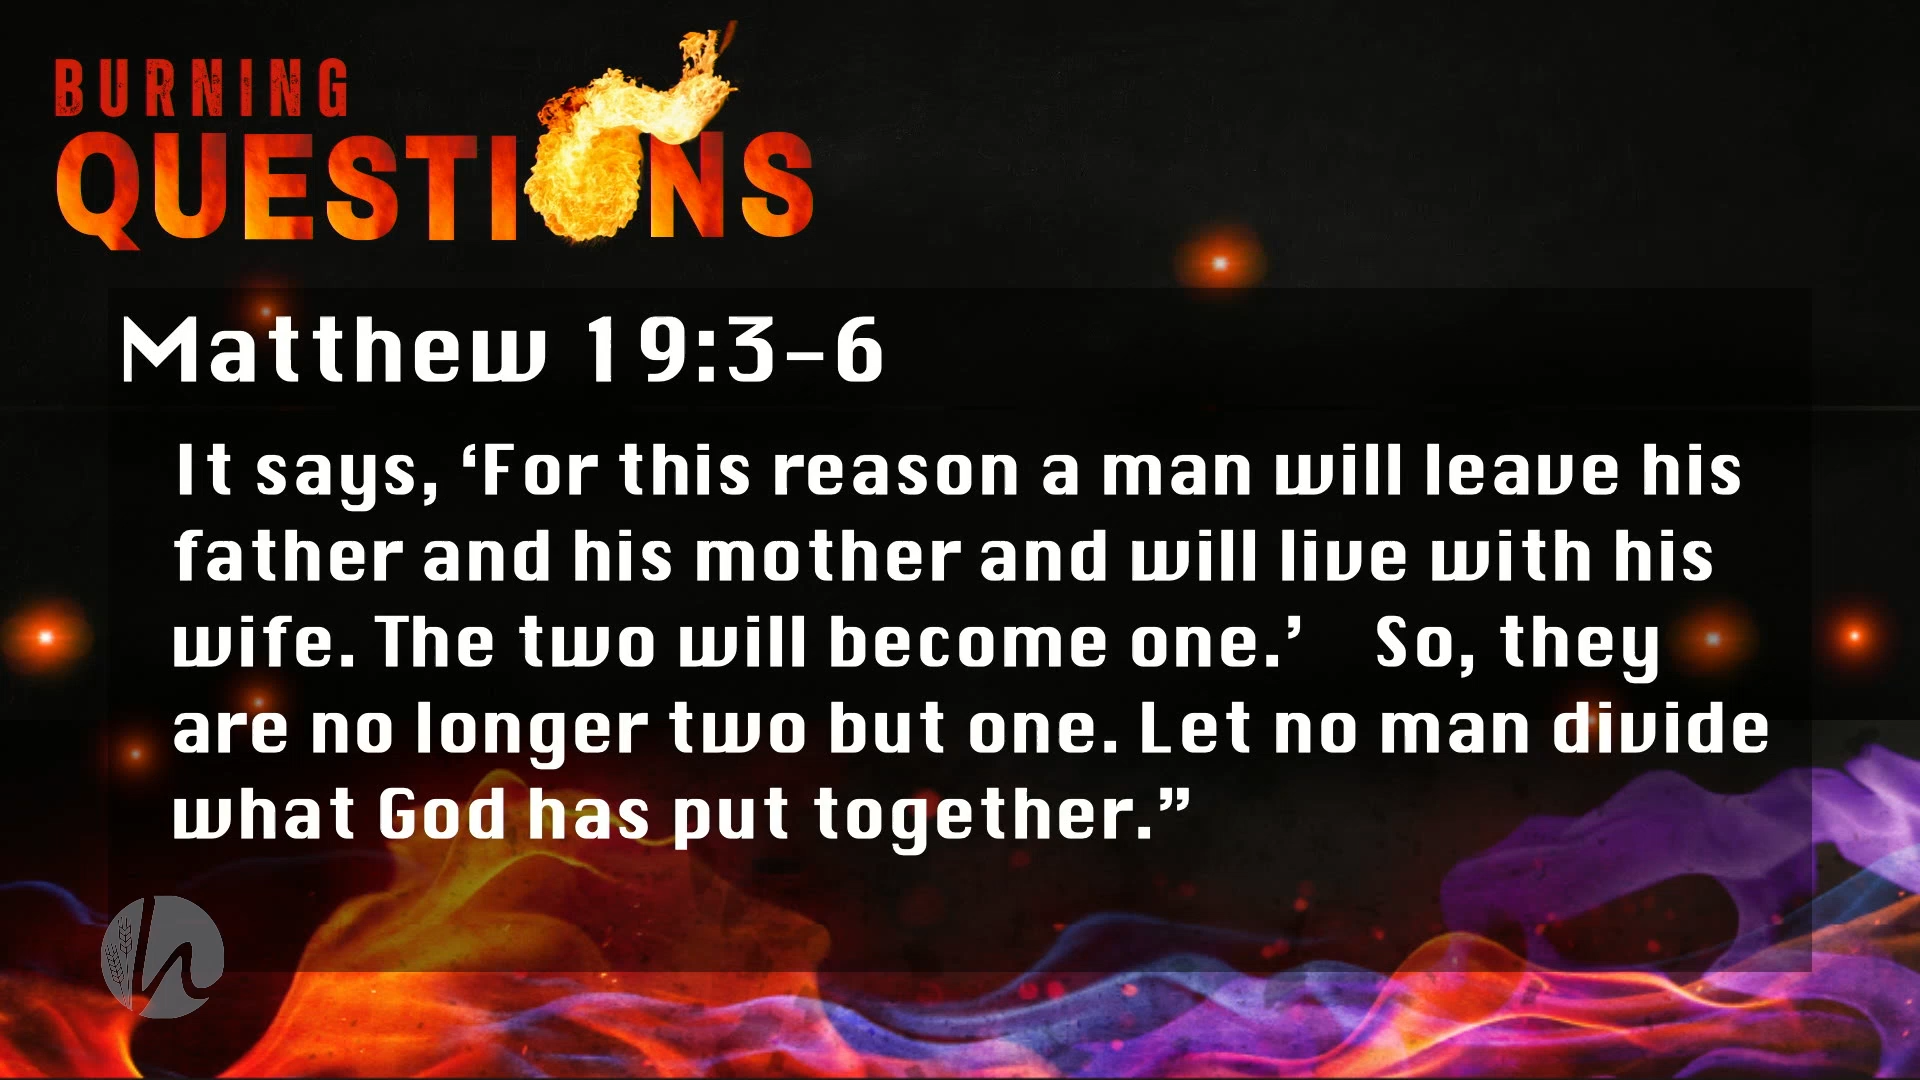 BURNING
QUESTIONS
Matthew 19:3-6
It says, ‘For this reason a man will leave his
father and his mother and will live with his
wife. The two will become one.’ So, they
are no longer two but one. Let no man divide
what God has put together.”